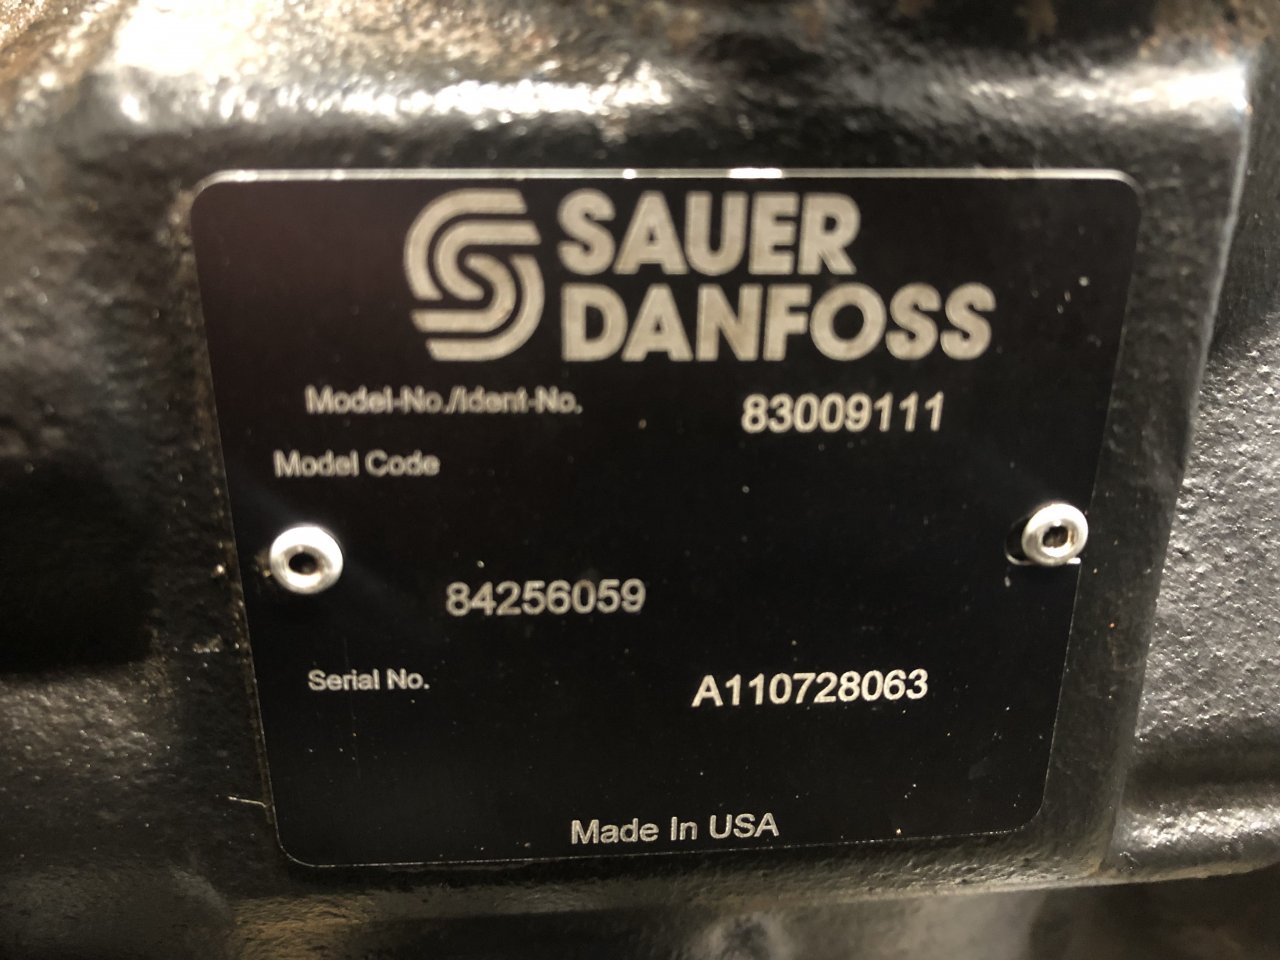 SAUER
DANFOSS
Model-No./Ident-No. 83009111
Model Code
84256059
Serial No. A110728063
Made In USA